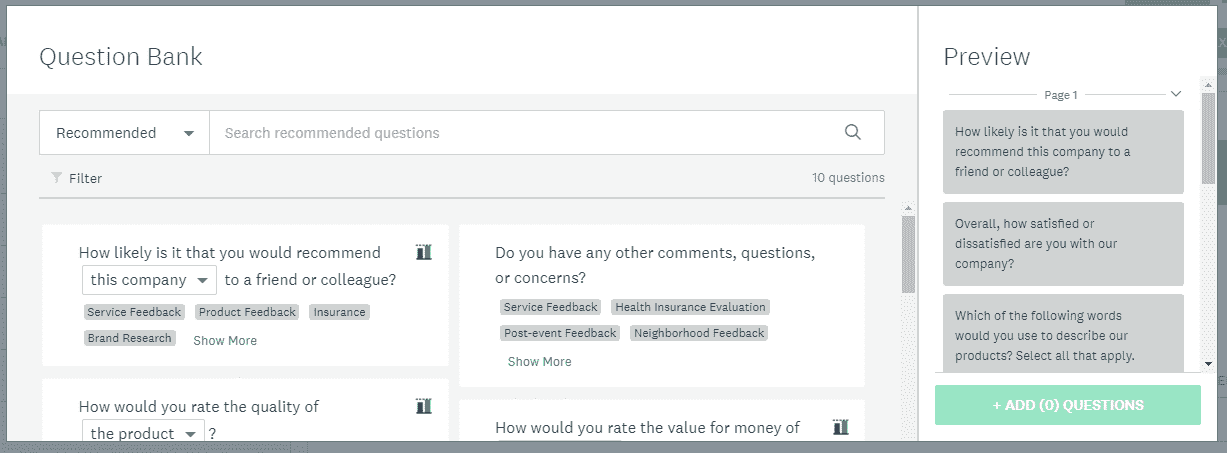 Question Bank
Recommended
Search recommended questions
Filter
10 questions
How likely is it that you would recommend
this company to a friend or colleague?
Service Feedback Product Feedback Insurance
Brand Research Show More
How would you rate the quality of
the product ?
Do you have any other comments, questions,
or concerns?
Service Feedback Health Insurance Evaluation
Post-event Feedback Neighborhood Feedback
Show More
How would you rate the value for money of
Preview
Page 1
How likely is it that you would
recommend this company to a
friend or colleague?
Overall, how satisfied or
dissatisfied are you with our
company?
Which of the following words
would you use to describe our
products? Select all that apply.
+ ADD (0) QUESTIONS